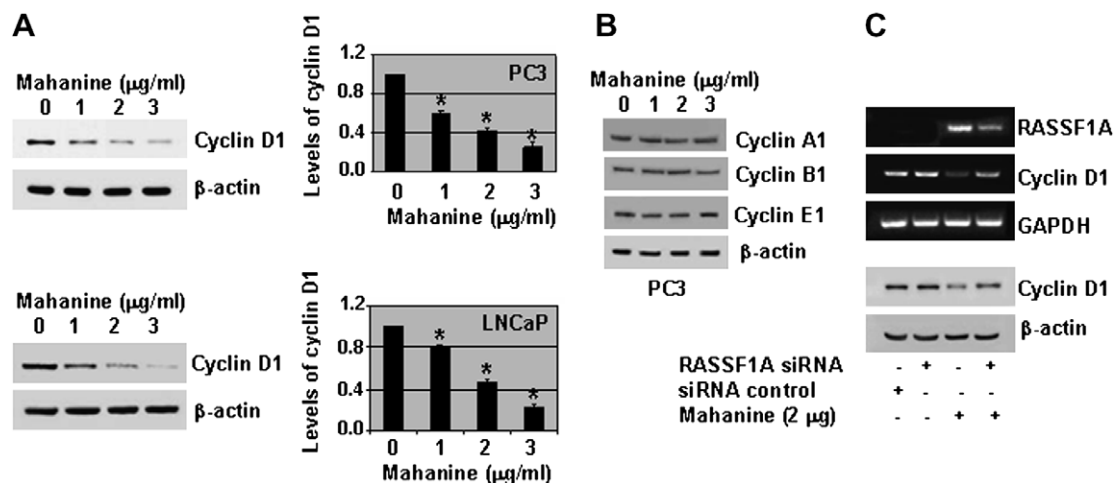 A
Mahanine (µg/ml)
0 1 2 3
Cyclin D1
β-actin
Levels of cyclin D1
1.2
0.8
0.4
0.0
PC3
* * *
0 1 2 3
Mahanine (µg/ml)
Mahanine (µg/ml)
0 1 2 3
Cyclin D1
β-actin
Levels of cyclin D1
1.2
0.8
0.4
0.0
LNCaP
* * *
0 1 2 3
Mahanine (µg/ml)
B
Mahanine (µg/ml)
0 1 2 3
Cyclin A1
Cyclin B1
Cyclin E1
β-actin
PC3
C
RASSF1A
Cyclin D1
GAPDH
Cyclin D1
β-actin
RASSF1A siRNA - + - +
siRNA control + - - -
Mahanine (2 µg) - - + +